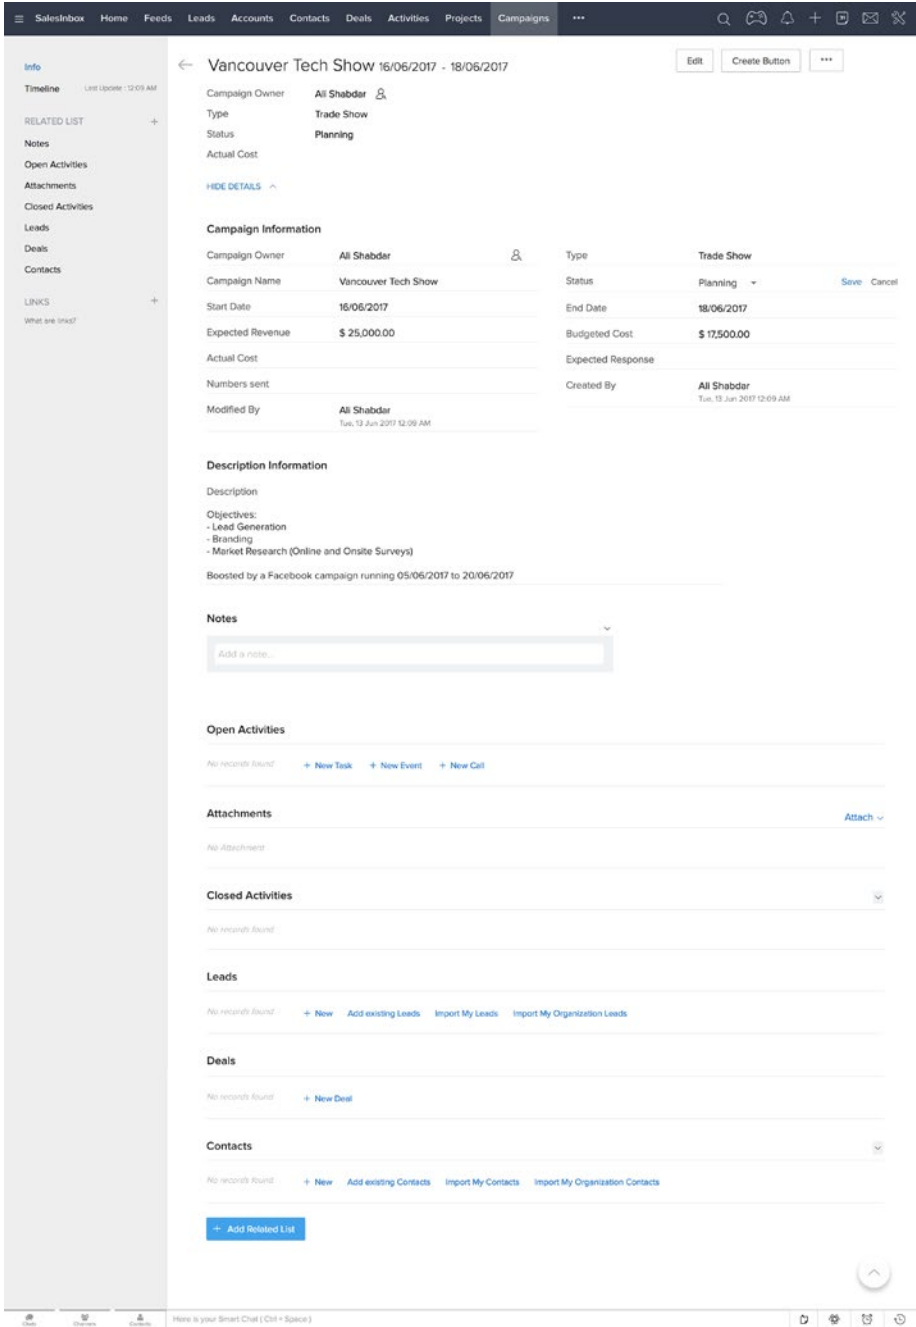 SalesInbox Home Feeds Leads Accounts Contacts Deals Activities Projects Campaigns •••
Info
Timeline Last Update : 12:09 AM
RELATED LIST +
Notes
Open Activities
Attachments
Closed Activities
Leads
Deals
Contacts
LINKS +
What are links?
Vancouver Tech Show 16/06/2017 - 18/06/2017
Edit Create Button •••
Campaign Owner Ali Shabdar
Type Trade Show
Status Planning
Actual Cost
HIDE DETAILS
Campaign Information
Campaign Owner Ali Shabdar Type Trade Show
Campaign Name Vancouver Tech Show Status Planning Save Cancel
Start Date 16/06/2017 End Date 18/06/2017
Expected Revenue $ 25,000.00 Budgeted Cost $ 17,500.00
Actual Cost Expected Response
Numbers sent Created By Ali Shabdar
Tue, 13 Jun 2017 12:09 AM
Modified By Ali Shabdar
Tue, 13 Jun 2017 12:09 AM
Description Information
Description
Objectives:
- Lead Generation
- Branding
- Market Research (Online and Onsite Surveys)
Boosted by a Facebook campaign running 05/06/2017 to 20/06/2017
Notes
Add a note...
Open Activities
No records found + New Task + New Event + New Call
Attachments
Attach
No Attachment
Closed Activities
No records found
Leads
No records found + New Add existing Leads Import My Leads Import My Organization Leads
Deals
No records found + New Deal
Contacts
No records found + New Add existing Contacts Import My Contacts Import My Organization Contacts
+ Add Related List
Chats Channels Contacts Here is your Smart Chat ( Ctrl + Space )